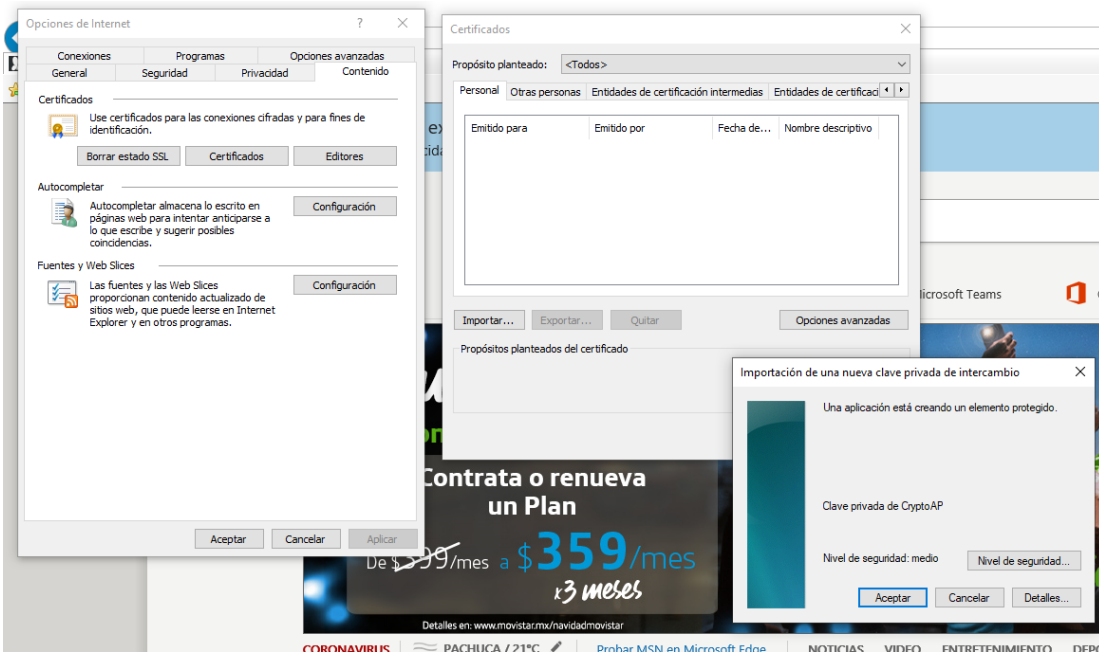 Opciones de Internet
?
Conexiones
Programas
Opciones avanzadas
General
Seguridad
Privacidad
Contenido
Certificados
Use certificados para las conexiones cifradas y para fines de
identificación.
Borrar estado SSL
Certificados
Editores
Autocompletar
Autocompletar almacena lo escrito en
páginas web para intentar anticiparse a
lo que escribe y sugerir posibles
coincidencias.
Configuración
Fuentes y Web Slices
Las fuentes y las Web Slices
proporcionan contenido actualizado de
sitios web, que puede leerse en Internet
Explorer y en otros programas.
Configuración
Aceptar
Cancelar
Aplicar
Certificados
Propósito planteado:
<Todos>
Personal
Otras personas
Entidades de certificación intermedias
Entidades de certificaci
Emitido para
Emitido por
Fecha de...
Nombre descriptivo
Importar...
Exportar...
Quitar
Opciones avanzadas
Propósitos planteados del certificado
Importación de una nueva clave privada de intercambio
Una aplicación está creando un elemento protegido.
Clave privada de CryptoAP
Nivel de seguridad: medio
Nivel de seguridad...
Aceptar
Cancelar
Detalles...
icrosoft Teams
Contrata o renueva
un Plan
De $399/mes a $359/mes
x3 meses
Detalles en: www.movistar.mx/navidadmovistar
CORONAVIRUS
PACHUCA / 21°C
Probar MSN en Microsoft Edge
NOTICIAS
VIDEO
ENTRETENIMIENTO
DEPO